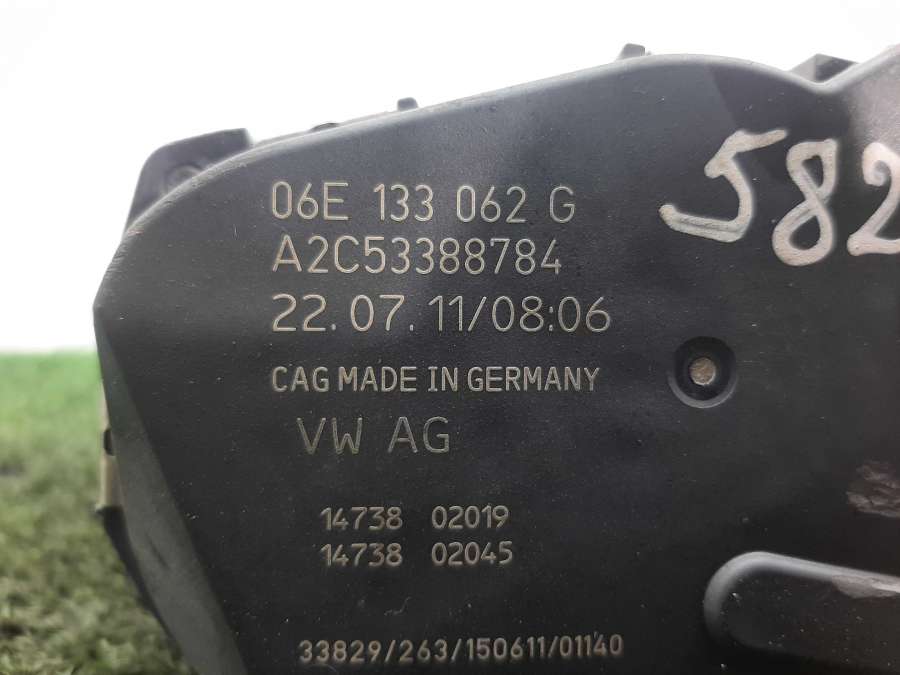 06E 133 062 G
582
A2C53388784
22.07.11/08:06
CAG MADE IN GERMANY
VW AG
14738 02019
14738 02045
33829/263/150611/01140